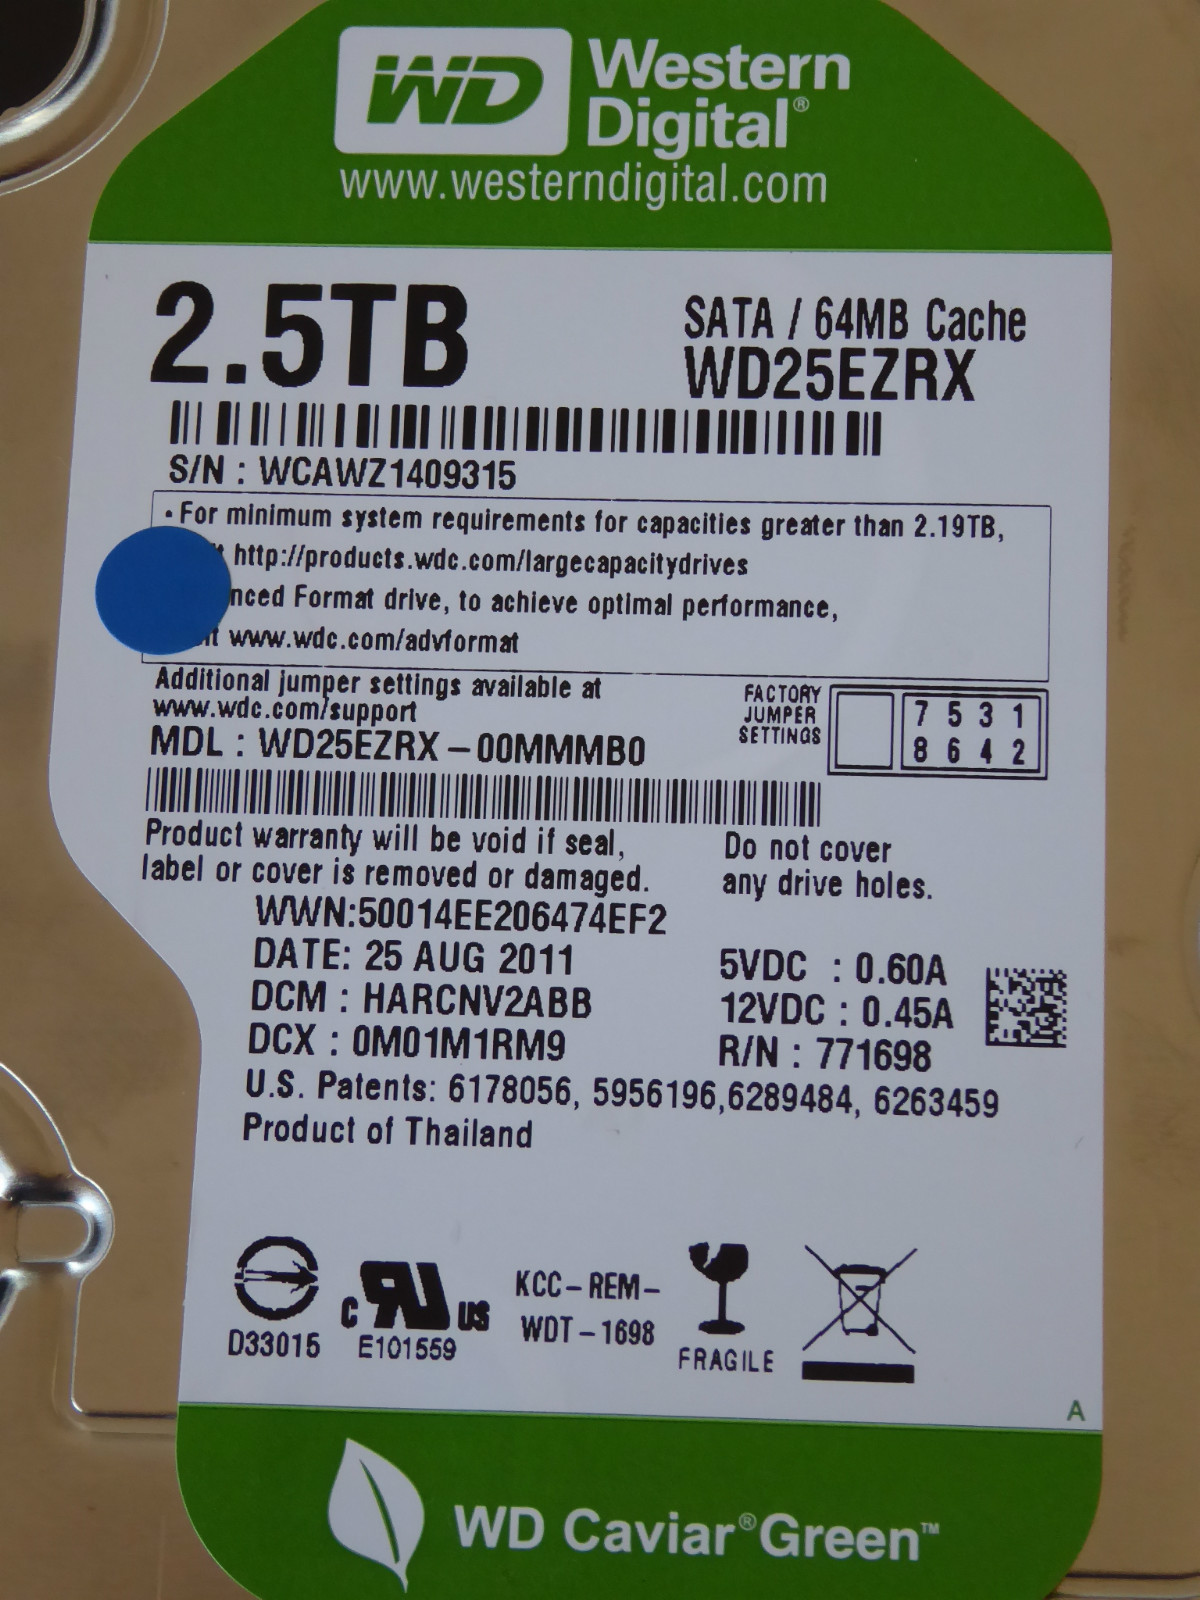 WD Western
Digital®
www.westerndigital.com
2.5TB
SATA / 64MB Cache
WD25EZRX
S/N : WCAWZ1409315
• For minimum system requirements for capacities greater than 2.19TB,
http://products.wdc.com/largecapacitydrives
Format drive, to achieve optimal performance,
www.wdc.com/advformat
Additional jumper settings available at
www.wdc.com/support
FACTORY
JUMPER
SETTINGS
7 5 3 1
8 6 4 2
MDL : WD25EZRX – 00MMMB0
Product warranty will be void if seal,
label or cover is removed or damaged.
Do not cover
any drive holes.
WWN:50014EE206474EF2
DATE: 25 AUG 2011
DCM : HARCNV2ABB
DCX : 0M01M1RM9
5VDC : 0.60A
12VDC : 0.45A
R/N : 771698
U.S. Patents: 6178056, 5956196,6289484, 6263459
Product of Thailand
D33015
C RU US
E101559
KCC – REM –
WDT – 1698
FRAGILE
A
WD Caviar® Green™